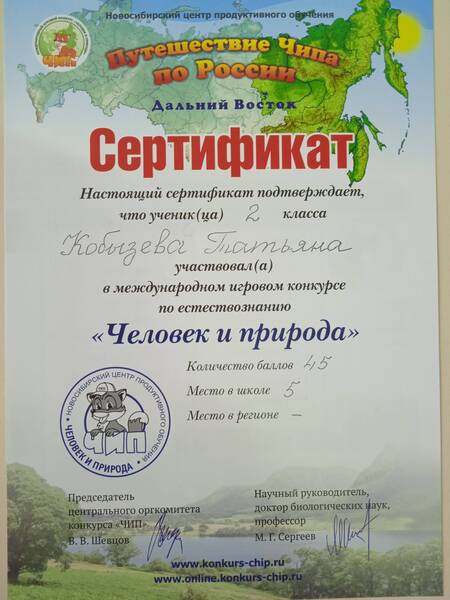 Новосибирский центр продуктивного обучения
ЧИП
Путешествие Чипа
по России
Дальний Восток
Сертификат
Настоящий сертификат подтверждает,
что ученик(ца) 2 класса
Кобызева Татьяна
участвовал(а)
в международном игровом конкурсе
по естествознанию
«Человек и природа»
Количество баллов 45
Место в школе 5
Место в регионе –
НОВОСИБИРСКИЙ ЦЕНТР ПРОДУКТИВНОГО ОБУЧЕНИЯ
ЧИП
ЧЕЛОВЕК И ПРИРОДА
Председатель
центрального оргкомитета
конкурса «ЧИП»
В. В. Шевцов
Научный руководитель,
доктор биологических наук,
профессор
М. Г. Сергеев
www.konkurs-chip.ru
www.online.konkurs-chip.ru